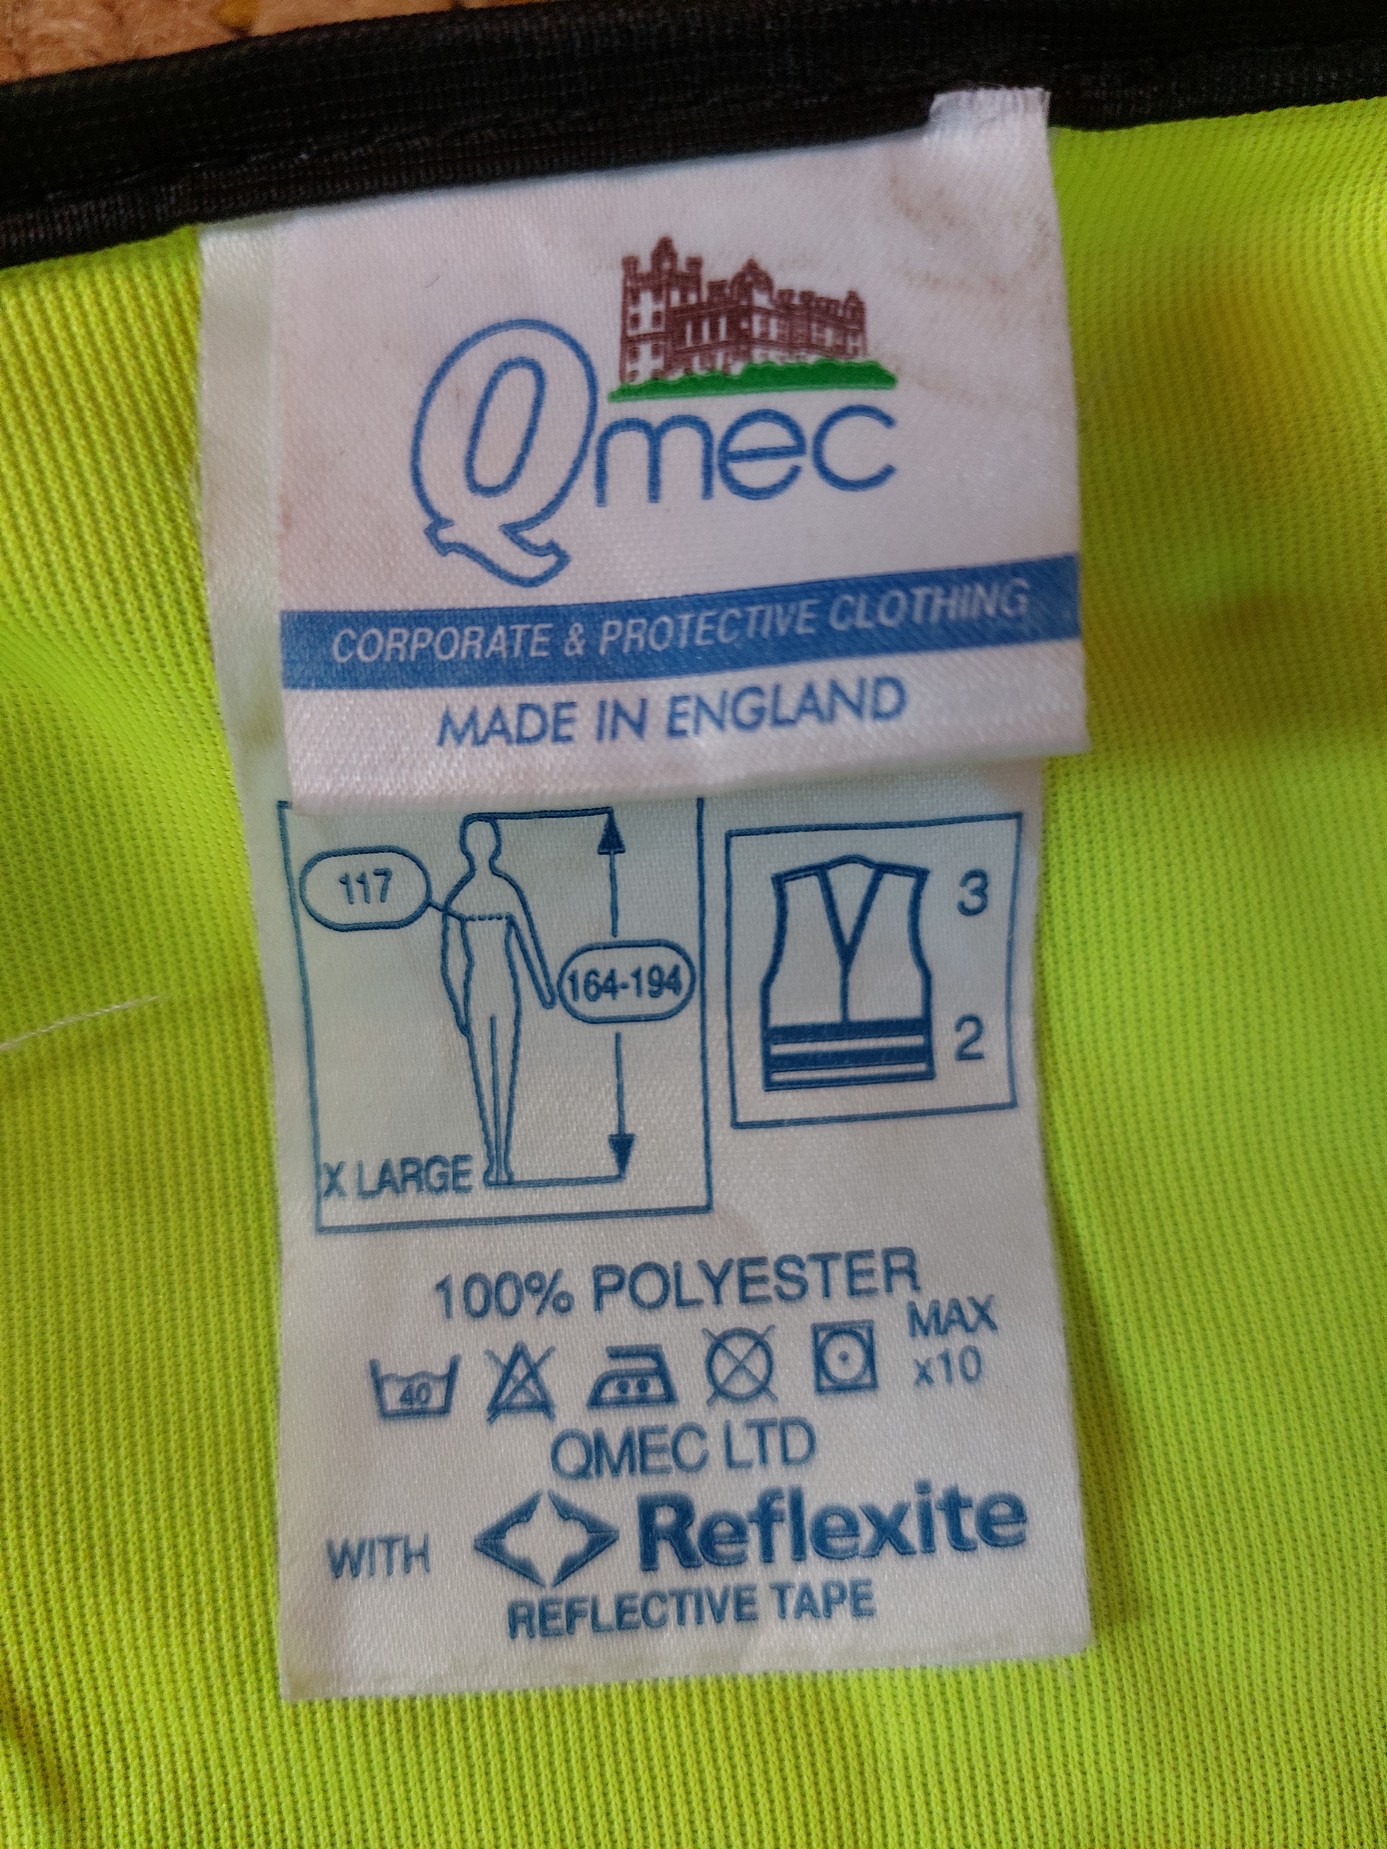 Qmec
CORPORATE & PROTECTIVE CLOTHING
MADE IN ENGLAND
117
164-194
X LARGE
3
2
100% POLYESTER
40
MAX
x10
QMEC LTD
WITH Reflexite
REFLECTIVE TAPE